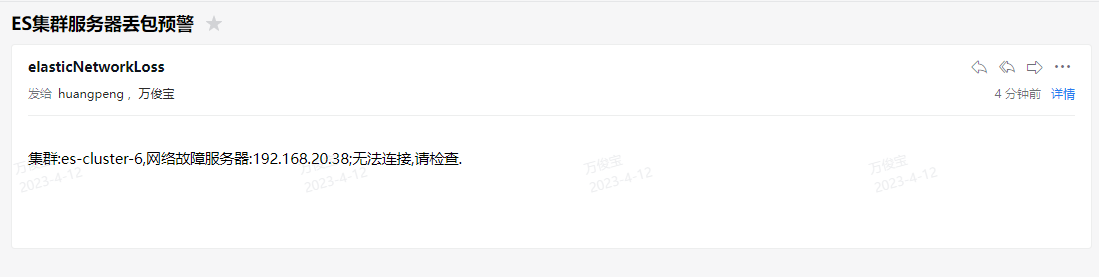 ES集群服务器丢包预警
elasticNetworkLoss
发给 huangpeng , 万俊宝
4 分钟前 详情
集群:es-cluster-6,网络故障服务器:192.168.20.38;无法连接,请检查.
万俊宝
2023-4-12
万俊宝
2023-4-12
万俊宝
2023-4-12
万俊宝
2023-4-12